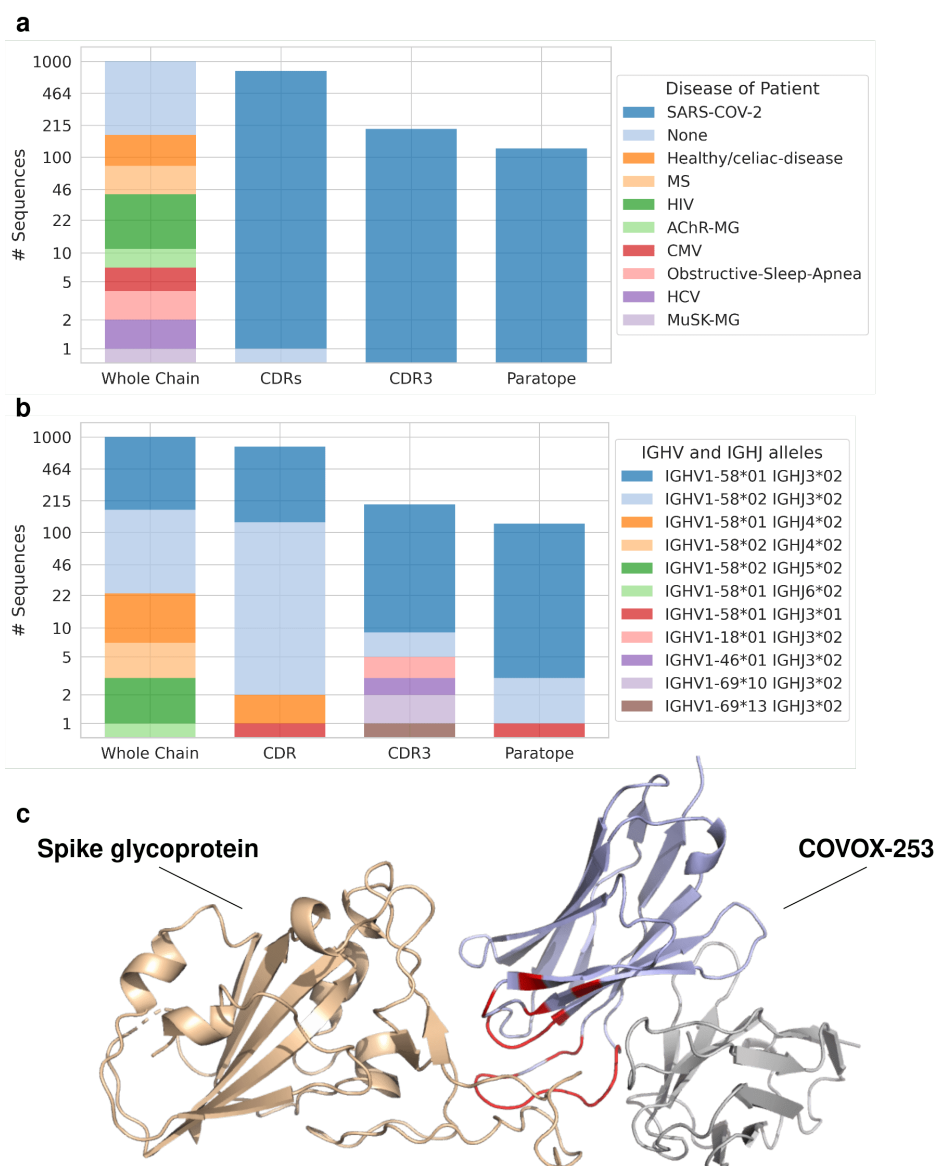 a
1000
464
215
100
46
22
10
5
2
1
# Sequences
Whole Chain
CDRs
CDR3
Paratope
Disease of Patient
SARS-COV-2
None
Healthy/celiac-disease
MS
HIV
AChR-MG
CMV
Obstructive-Sleep-Apnea
HCV
MuSK-MG
b
1000
464
215
100
46
22
10
5
2
1
# Sequences
Whole Chain
CDR
CDR3
Paratope
IGHV and IGHJ alleles
IGHV1-58*01 IGHJ3*02
IGHV1-58*02 IGHJ3*02
IGHV1-58*01 IGHJ4*02
IGHV1-58*02 IGHJ4*02
IGHV1-58*02 IGHJ5*02
IGHV1-58*01 IGHJ6*02
IGHV1-58*01 IGHJ3*01
IGHV1-18*01 IGHJ3*02
IGHV1-46*01 IGHJ3*02
IGHV1-69*10 IGHJ3*02
IGHV1-69*13 IGHJ3*02
c
Spike glycoprotein
COVOX-253